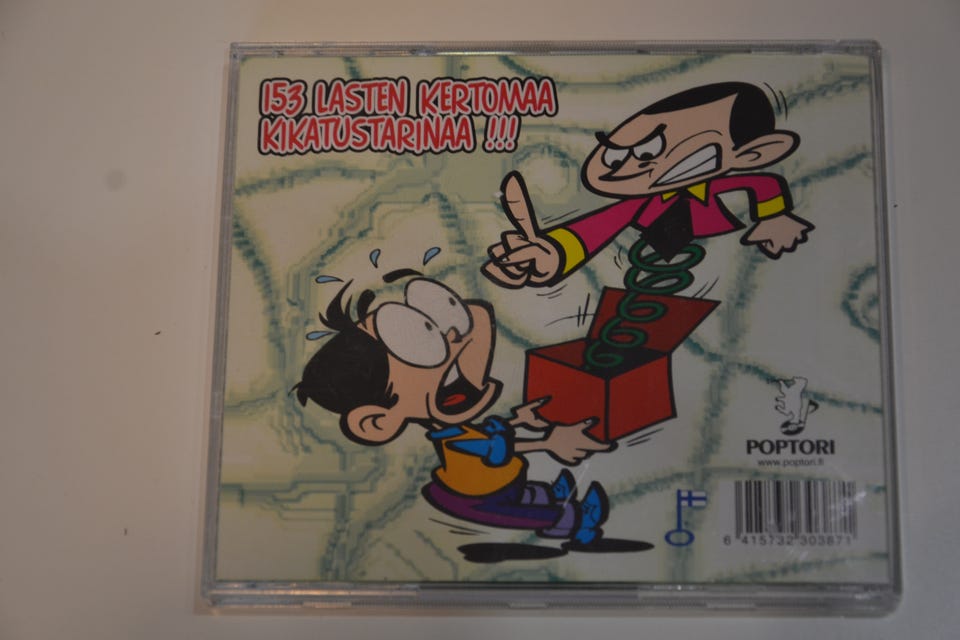 153 LASTEN KERTOMAA
KIKATUSTARINAA !!!
POPTORI
www.poptori.fi
6 415732 303871